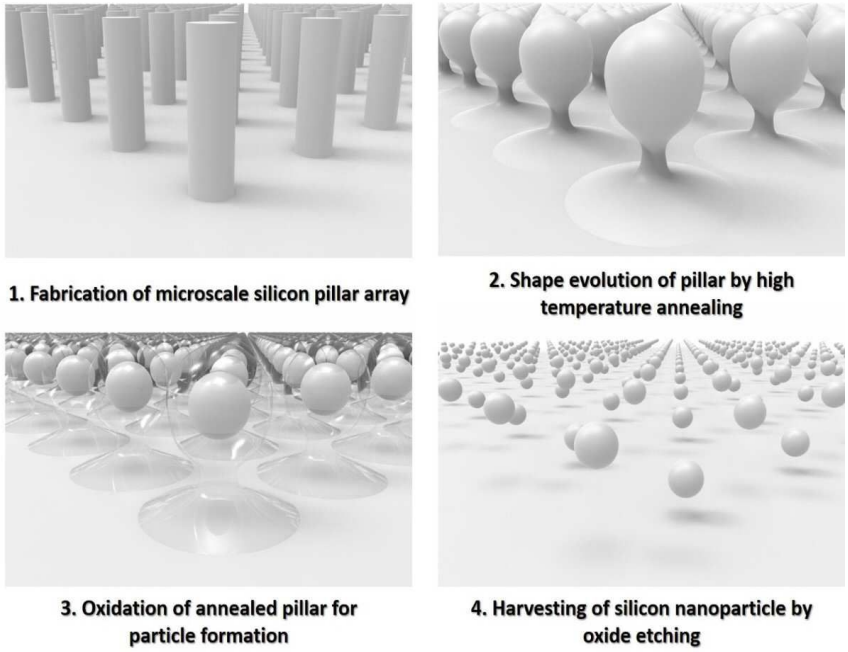 1. Fabrication of microscale silicon pillar array
2. Shape evolution of pillar by high
temperature annealing
3. Oxidation of annealed pillar for
particle formation
4. Harvesting of silicon nanoparticle by
oxide etching